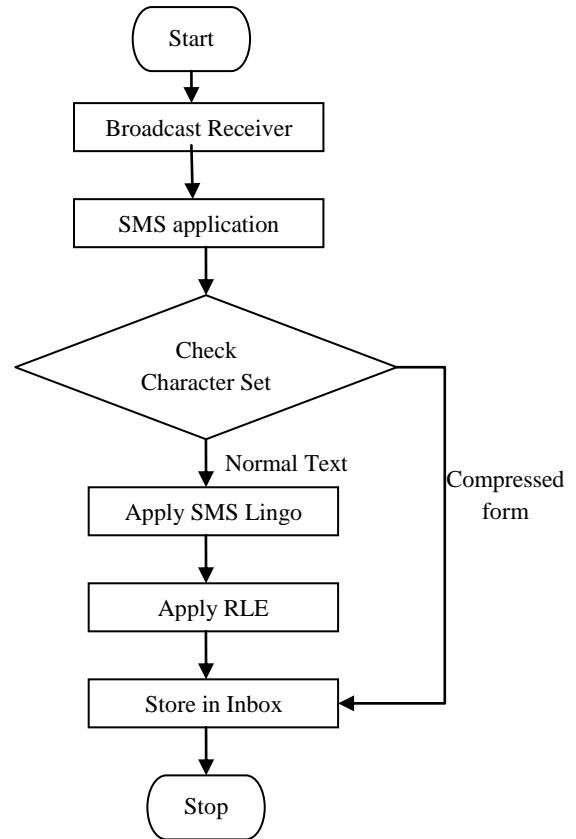 Start
Broadcast Receiver
SMS application
Check
Character Set
Normal Text
Compressed
form
Apply SMS Lingo
Apply RLE
Store in Inbox
Stop